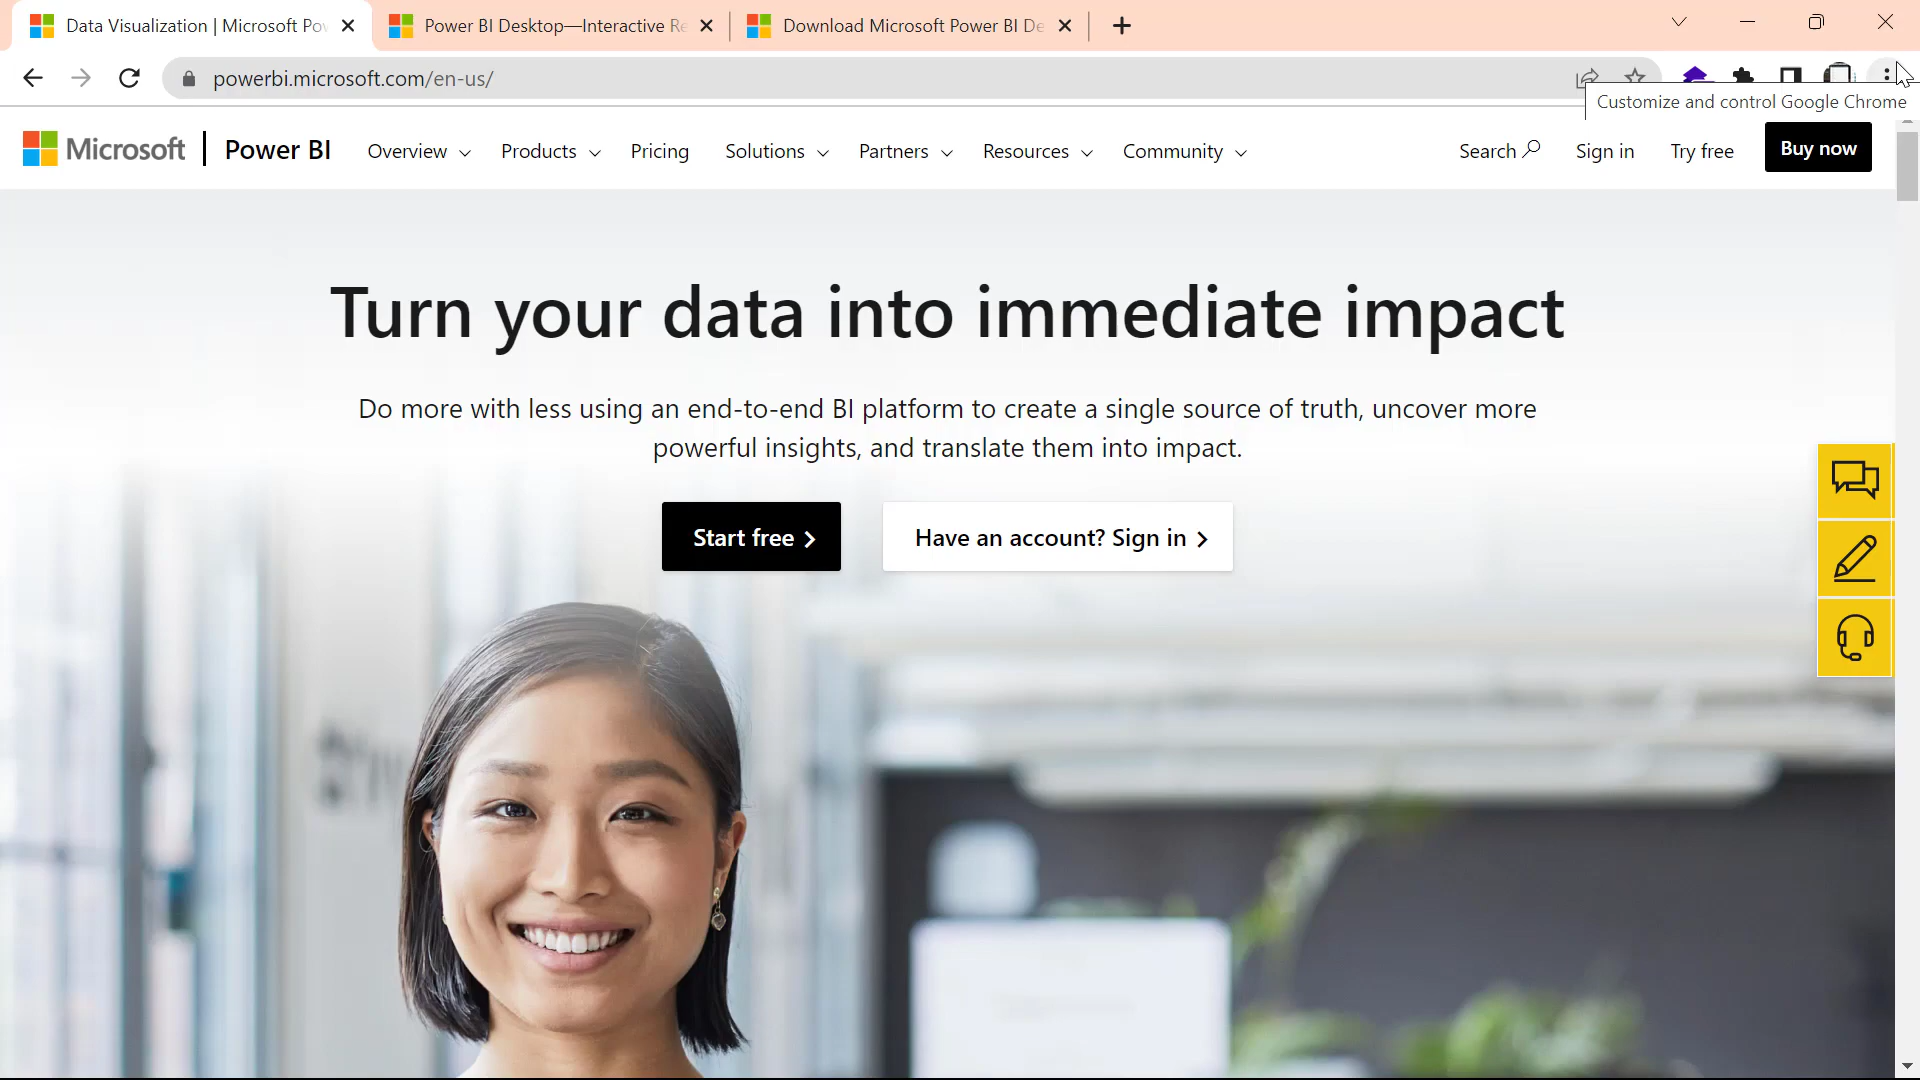 Data Visualization | Microsoft Po
Power BI Desktop—Interactive Re
Download Microsoft Power BI De
powerbi.microsoft.com/en-us/
Customize and control Google Chrome
Microsoft
Power BI
Overview
Products
Pricing
Solutions
Partners
Resources
Community
Search
Sign in
Try free
Buy now
Turn your data into immediate impact
Do more with less using an end-to-end BI platform to create a single source of truth, uncover more
powerful insights, and translate them into impact.
Start free
Have an account? Sign in